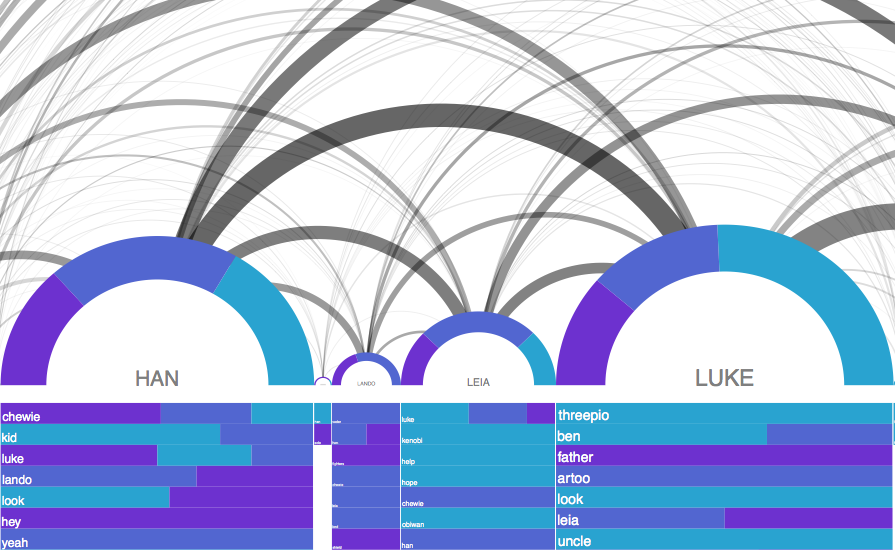 HAN
LANDO
LEIA
LUKE
chewie
kid
luke
lando
look
hey
yeah
luke
kenobi
help
hope
chewie
obiwan
han
threepio
ben
father
artoo
look
leia
uncle